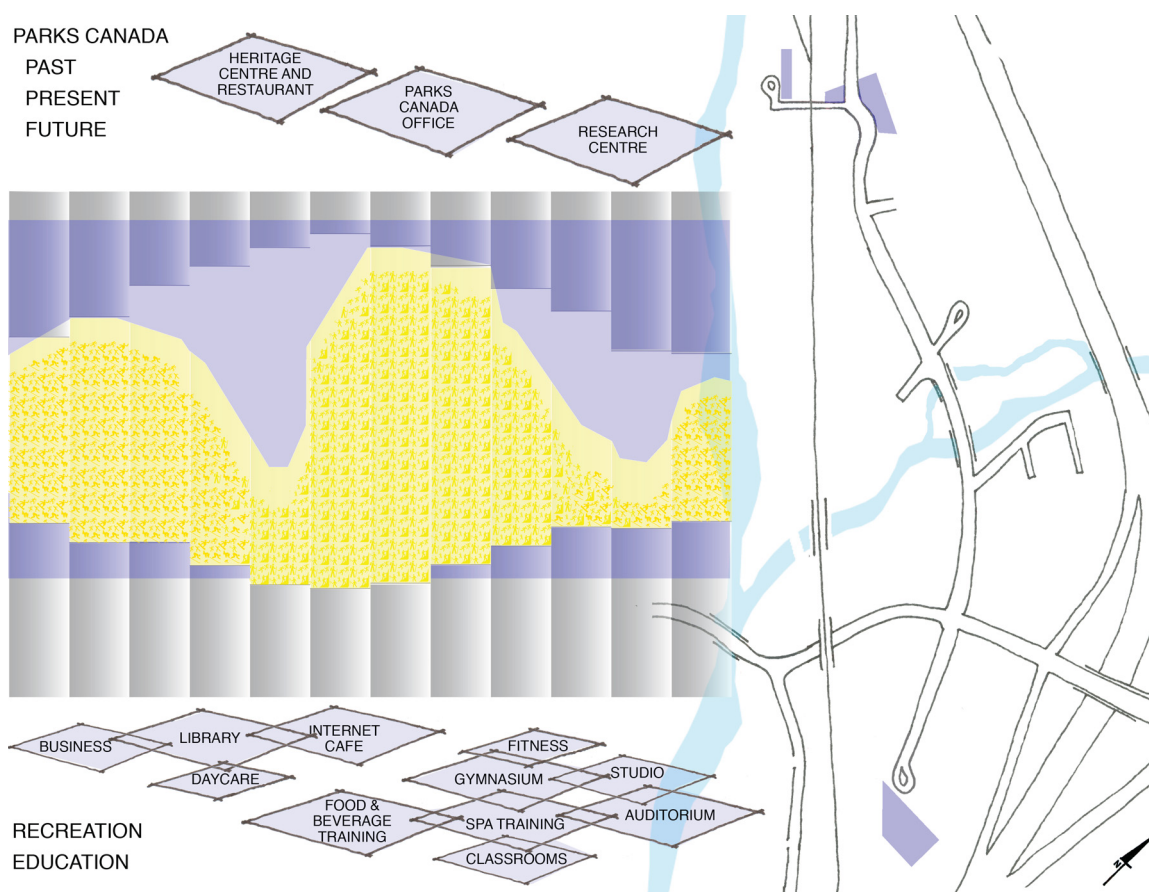 PARKS CANADA
PAST
PRESENT
FUTURE
HERITAGE
CENTRE AND
RESTAURANT
PARKS
CANADA
OFFICE
RESEARCH
CENTRE
BUSINESS
LIBRARY
INTERNET
CAFE
DAYCARE
FITNESS
GYMNASIUM
STUDIO
FOOD &
BEVERAGE
TRAINING
SPA TRAINING
AUDITORIUM
CLASSROOMS
RECREATION
EDUCATION
N